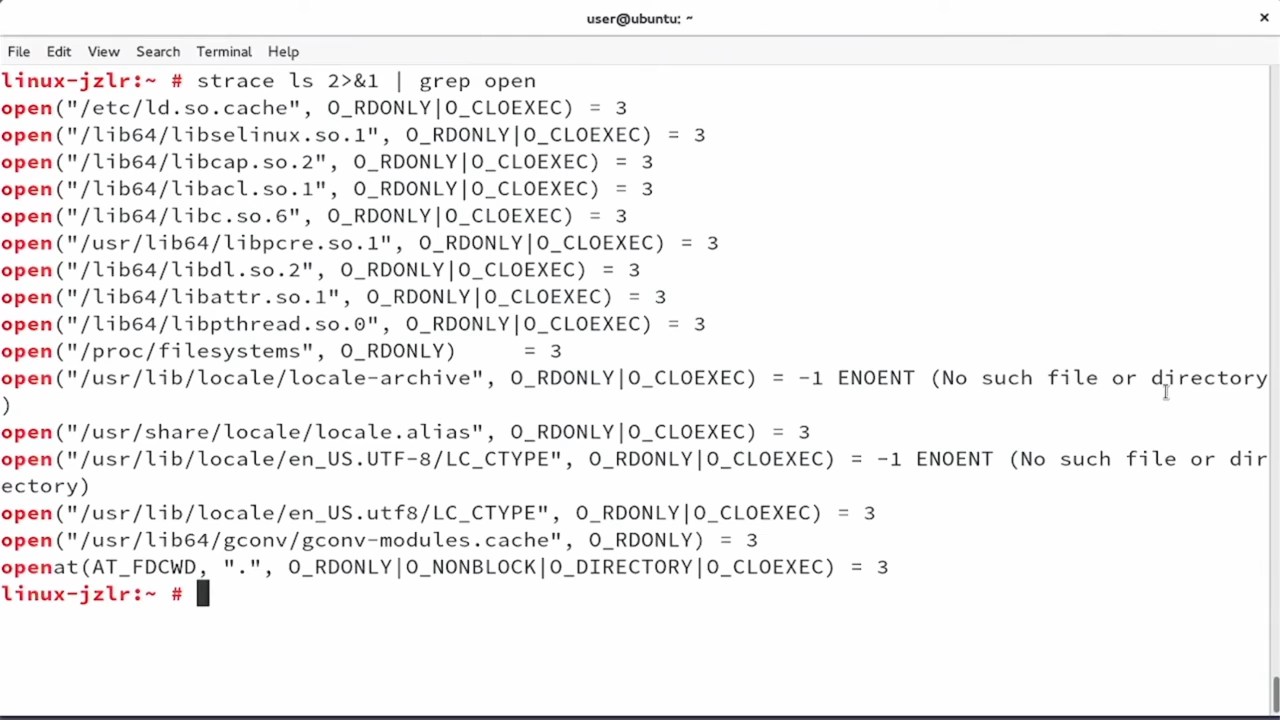 user@ubuntu: ~
×
File Edit View Search Terminal Help
linux-jzlr:~ # strace ls 2>&1 | grep open
open("/etc/ld.so.cache", O_RDONLY|O_CLOEXEC) = 3
open("/lib64/libselinux.so.1", O_RDONLY|O_CLOEXEC) = 3
open("/lib64/libcap.so.2", O_RDONLY|O_CLOEXEC) = 3
open("/lib64/libacl.so.1", O_RDONLY|O_CLOEXEC) = 3
open("/lib64/libc.so.6", O_RDONLY|O_CLOEXEC) = 3
open("/usr/lib64/libpcre.so.1", O_RDONLY|O_CLOEXEC) = 3
open("/lib64/libdl.so.2", O_RDONLY|O_CLOEXEC) = 3
open("/lib64/libattr.so.1", O_RDONLY|O_CLOEXEC) = 3
open("/lib64/libpthread.so.0", O_RDONLY|O_CLOEXEC) = 3
open("/proc/filesystems", O_RDONLY)     = 3
open("/usr/lib/locale/locale-archive", O_RDONLY|O_CLOEXEC) = -1 ENOENT (No such file or directory
)
open("/usr/share/locale/locale.alias", O_RDONLY|O_CLOEXEC) = 3
open("/usr/lib/locale/en_US.UTF-8/LC_CTYPE", O_RDONLY|O_CLOEXEC) = -1 ENOENT (No such file or dir
ectory)
open("/usr/lib/locale/en_US.utf8/LC_CTYPE", O_RDONLY|O_CLOEXEC) = 3
open("/usr/lib64/gconv/gconv-modules.cache", O_RDONLY) = 3
openat(AT_FDCWD, ".", O_RDONLY|O_NONBLOCK|O_DIRECTORY|O_CLOEXEC) = 3
linux-jzlr:~ #